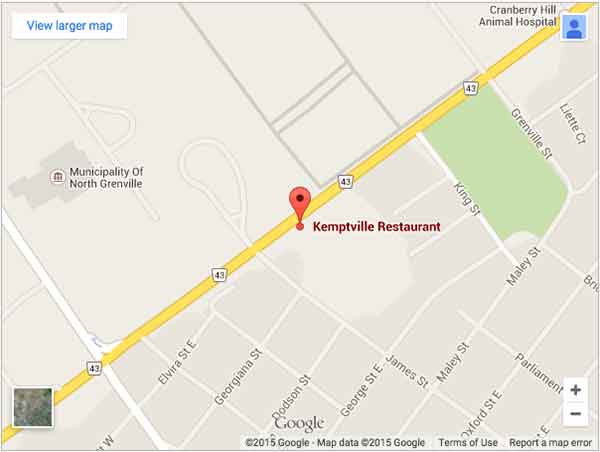 View larger map
Cranberry Hill
Animal Hospital
43
Grenville St
Liette Ct
Municipality Of
North Grenville
43
King St
Kemptville Restaurant
Maley St
43
43
Elvira St E
Georgiana St
Dodson St
George St E
James St
Maley St
Parliament
Oxford St E
St W
Google
©2015 Google - Map data ©2015 Google
Terms of Use
Report a map error